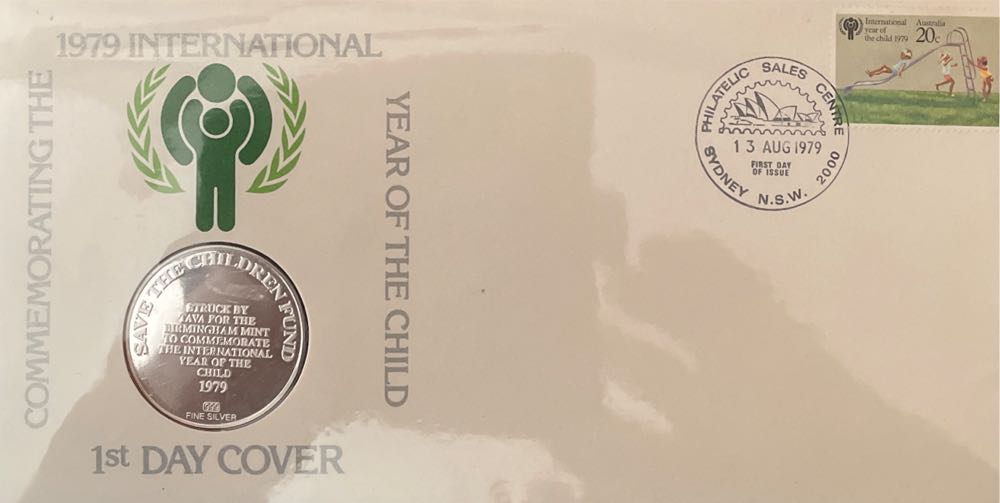 COMMEMORATING THE
1979 INTERNATIONAL
YEAR OF THE CHILD
SAVE THE CHILDREN FUND
STRUCK BY
TAVA FOR THE
BIRMINGHAM MINT
TO COMMEMORATE
THE INTERNATIONAL
YEAR OF THE
CHILD
1979
FINE SILVER
1st DAY COVER
PHILATELIC SALES CENTRE
13 AUG 1979
FIRST DAY
OF ISSUE
SYDNEY N.S.W. 2000
International
year of
the child 1979
Australia
20c